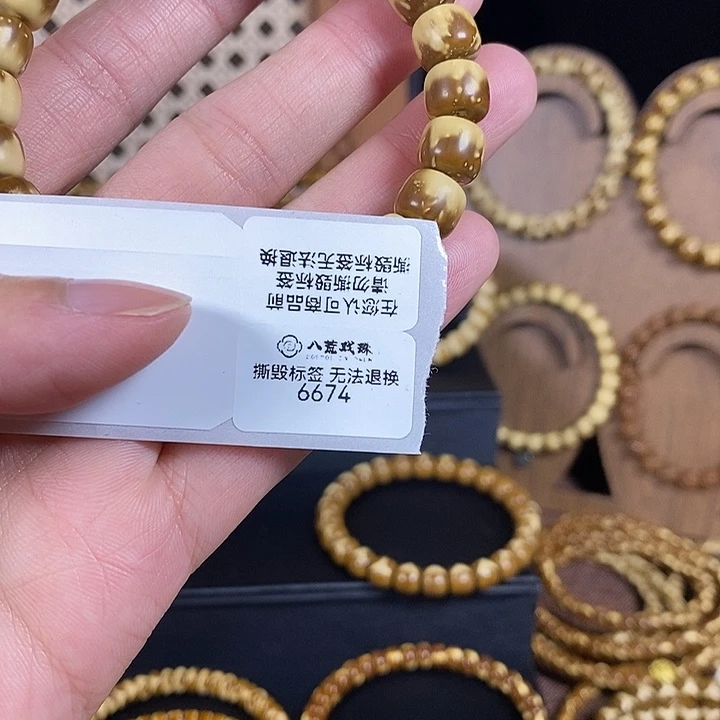 在您认可商品前
请勿撕毁标签
撕毁标签无法退换
八荒戏珠
撕毁标签 无法退换
6674